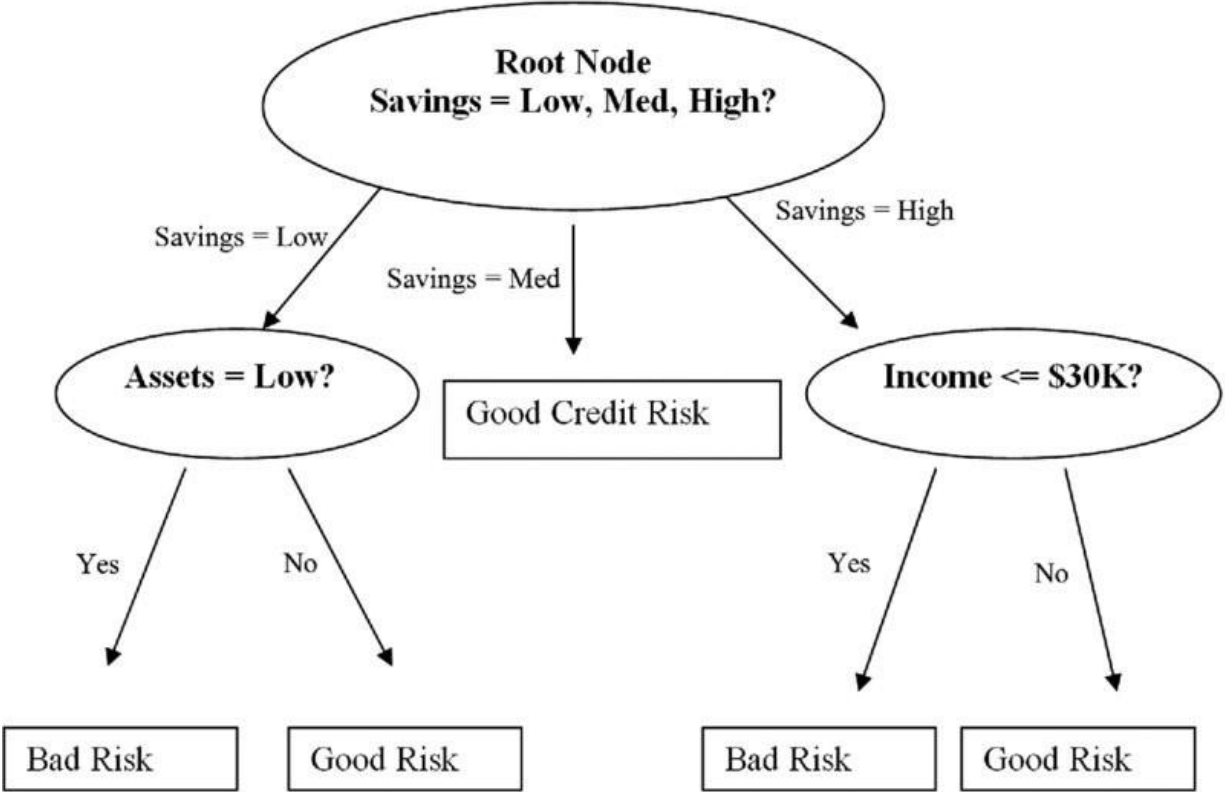 Root Node
Savings = Low, Med, High?
Savings = Low
Savings = Med
Savings = High
Assets = Low?
Good Credit Risk
Income <= $30K?
Yes
No
Yes
No
Bad Risk
Good Risk
Bad Risk
Good Risk